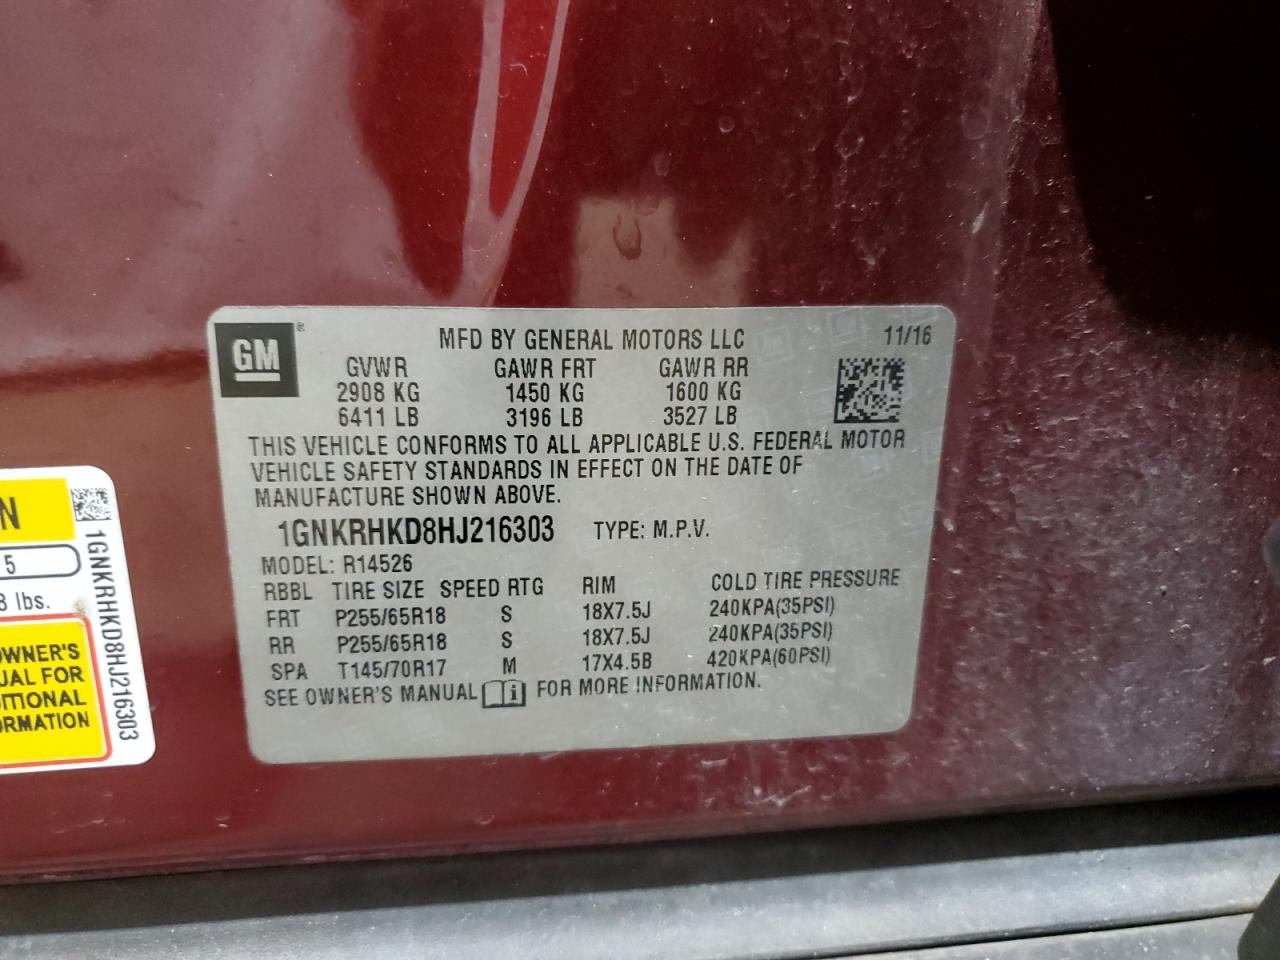 GM
MFD BY GENERAL MOTORS LLC 11/16
GVWR GAWR FRT GAWR RR
2908 KG 1450 KG 1600 KG
6411 LB 3196 LB 3527 LB
THIS VEHICLE CONFORMS TO ALL APPLICABLE U.S. FEDERAL MOTOR
VEHICLE SAFETY STANDARDS IN EFFECT ON THE DATE OF
MANUFACTURE SHOWN ABOVE.
1GNKRHKD8HJ216303 TYPE: M.P.V.
MODEL: R14526
RBBL TIRE SIZE SPEED RTG RIM COLD TIRE PRESSURE
FRT P255/65R18 S 18X7.5J 240KPA(35PSI)
RR P255/65R18 S 18X7.5J 240KPA(35PSI)
SPA T145/70R17 M 17X4.5B 420KPA(60PSI)
SEE OWNER'S MANUAL i FOR MORE INFORMATION.
N
5
8 lbs.
OWNER'S
UAL FOR
ITIONAL
ORMATION
1GNKRHKD8HJ216303